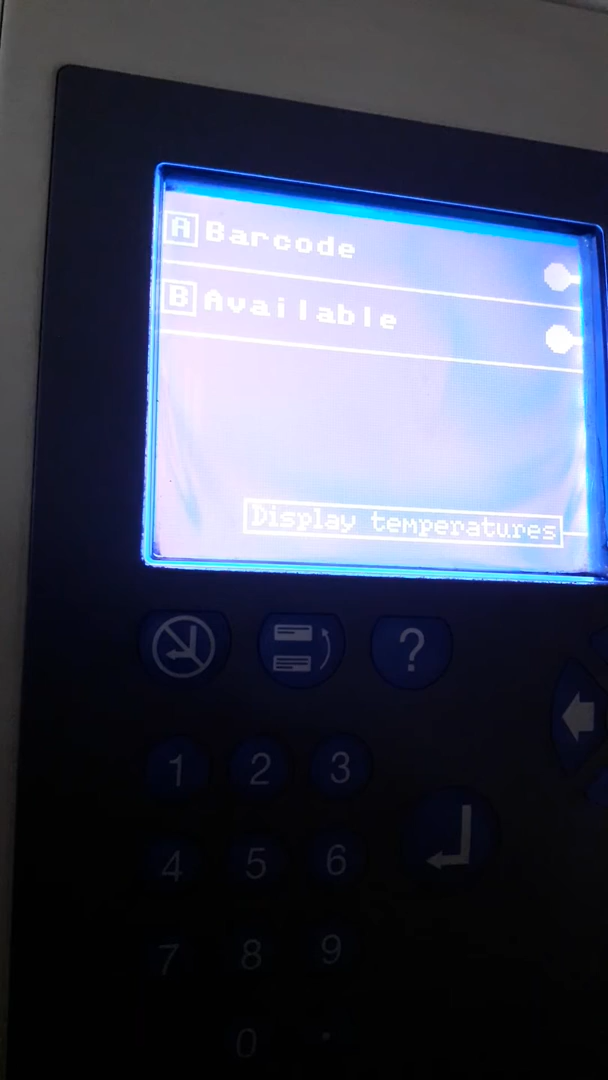 A Barcode
B Available
Display temperatures
?
1 2 3
4 5 6
7 8 9
0 .